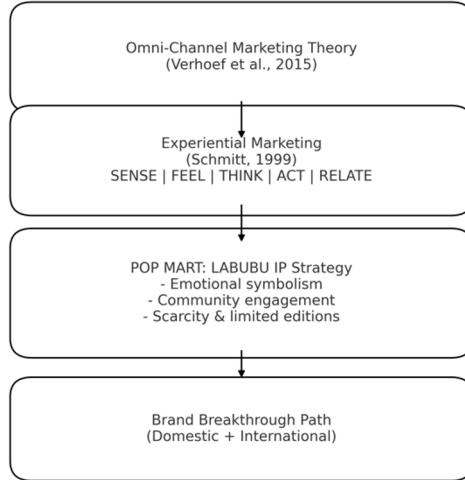 Omni-Channel Marketing Theory
(Verhoef et al., 2015)
Experiential Marketing
(Schmitt, 1999)
SENSE | FEEL | THINK | ACT | RELATE
POP MART: LABUBU IP Strategy
- Emotional symbolism
- Community engagement
- Scarcity & limited editions
Brand Breakthrough Path
(Domestic + International)